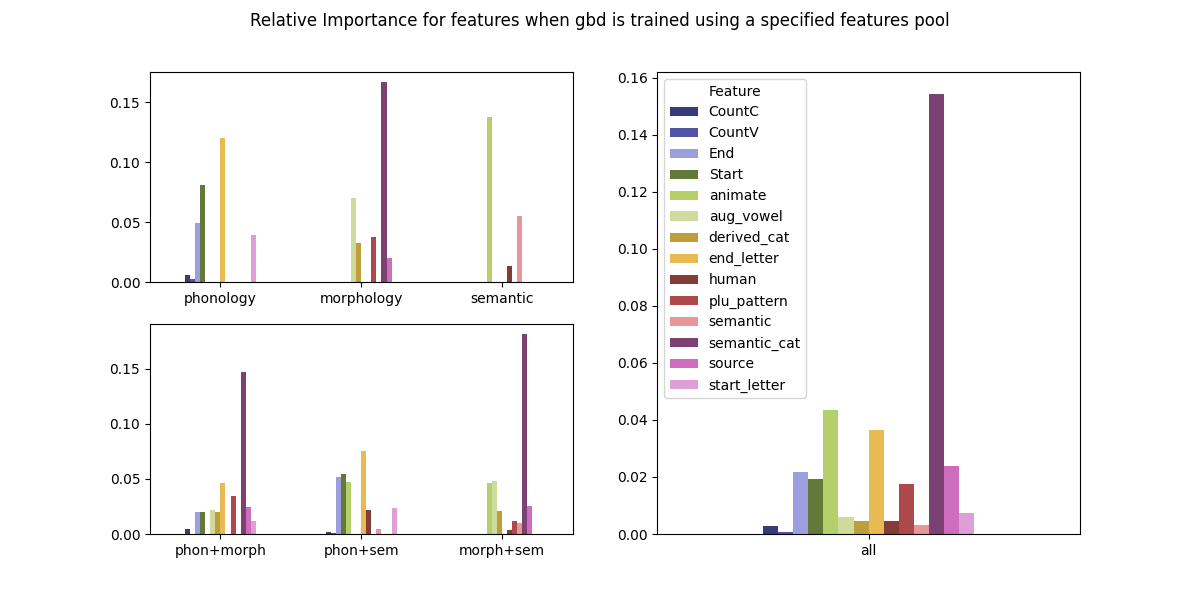 Relative Importance for features when gbd is trained using a specified features pool
0.15
0.10
0.05
0.00
phonology morphology semantic
0.15
0.10
0.05
0.00
phon+morph phon+sem morph+sem
0.16
0.14
0.12
0.10
0.08
0.06
0.04
0.02
0.00
all
Feature
CountC
CountV
End
Start
animate
aug_vowel
derived_cat
end_letter
human
plu_pattern
semantic
semantic_cat
source
start_letter